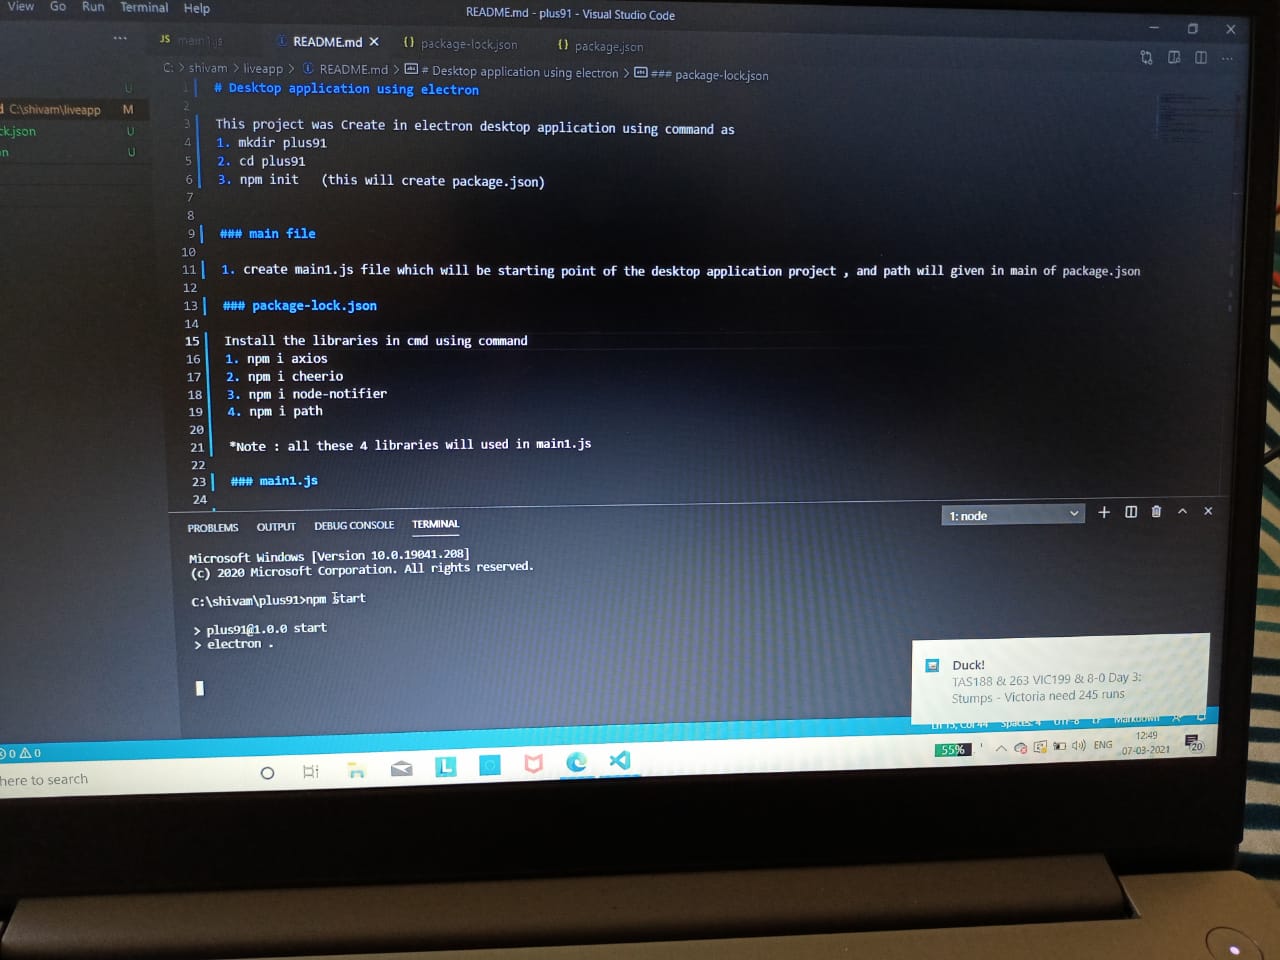 View Go Run Terminal Help
README.md - plus91 - Visual Studio Code
JS main1.js
README.md
{} package-lock.json
{} package.json
C: > shivam > liveapp > README.md > # Desktop application using electron > ### package-lock.json
U
C:\shivam\liveapp M
ck.json U
n U
1 # Desktop application using electron
2
3 This project was Create in electron desktop application using command as
4 1. mkdir plus91
5 2. cd plus91
6 3. npm init (this will create package.json)
7
8
9 ### main file
10
11 1. create main1.js file which will be starting point of the desktop application project , and path will given in main of package.json
12
13 ### package-lock.json
14
15 Install the libraries in cmd using command
16 1. npm i axios
17 2. npm i cheerio
18 3. npm i node-notifier
19 4. npm i path
20
21 *Note : all these 4 libraries will used in main1.js
22
23 ### main1.js
24
PROBLEMS OUTPUT DEBUG CONSOLE TERMINAL
1: node
Microsoft Windows [Version 10.0.19041.208]
(c) 2020 Microsoft Corporation. All rights reserved.
C:\shivam\plus91>npm start
> plus91@1.0.0 start
> electron .
Duck!
TAS188 & 263 VIC199 & 8-0 Day 3:
Stumps - Victoria need 245 runs
Ln 15, Col 44 Spaces: 4 UTF-8 LF Markdown
0 0
here to search
L
55%
ENG
12:49
07-03-2021
20